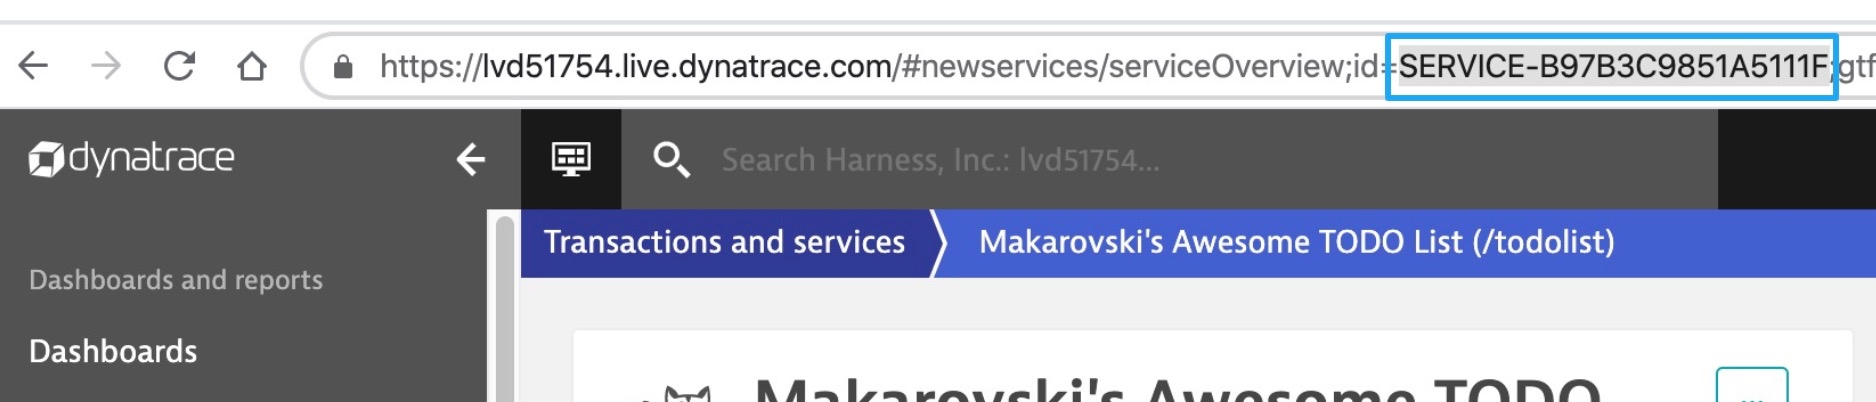 https://lvd51754.live.dynatrace.com/#newservices/serviceOverview;id=SERVICE-B97B3C9851A5111F;gtf
dynatrace
Search Harness, Inc.: lvd51754...
Transactions and services
Makarovski's Awesome TODO List (/todolist)
Dashboards and reports
Dashboards
Makarovski's Awesome TODO
...